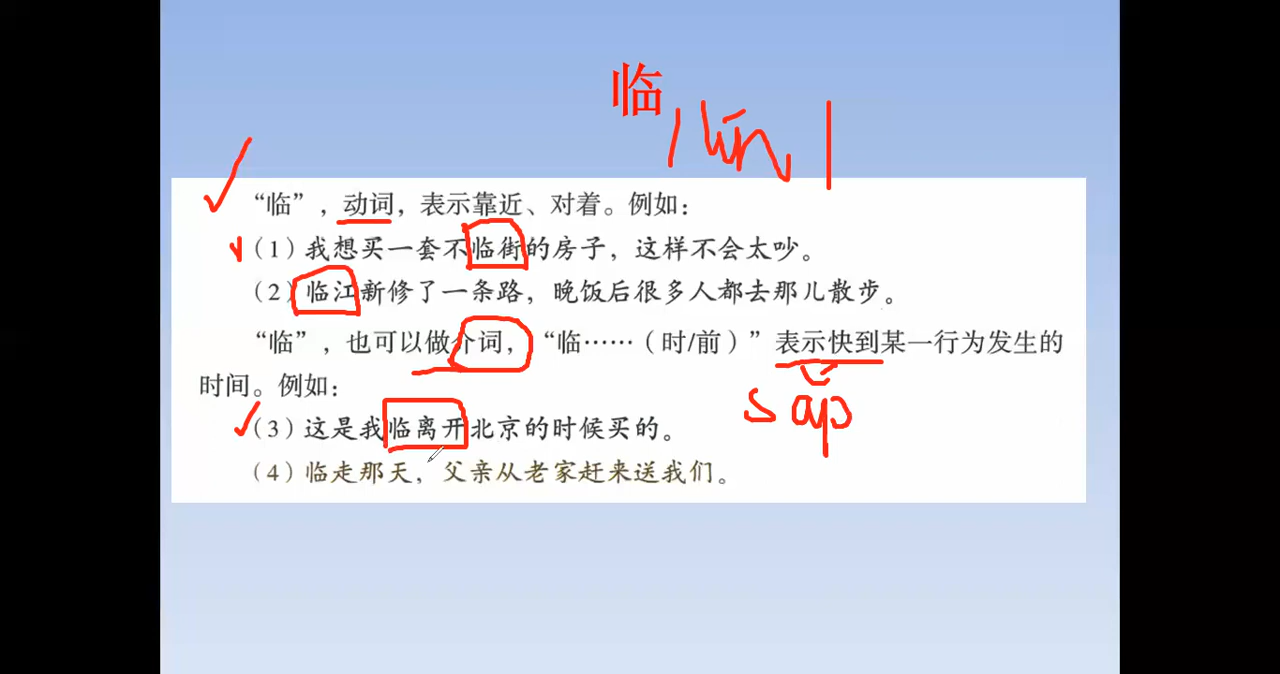 临
/lín/
“临”，动词，表示靠近、对着。例如：
（1）我想买一套不临街的房子，这样不会太吵。
（2）临江新修了一条路，晚饭后很多人都去那儿散步。
“临”，也可以做介词，“临……（时/前）”表示快到某一行为发生的
时间。例如：
sắp
（3）这是我临离开北京的时候买的。
（4）临走那天，父亲从老家赶来送我们。